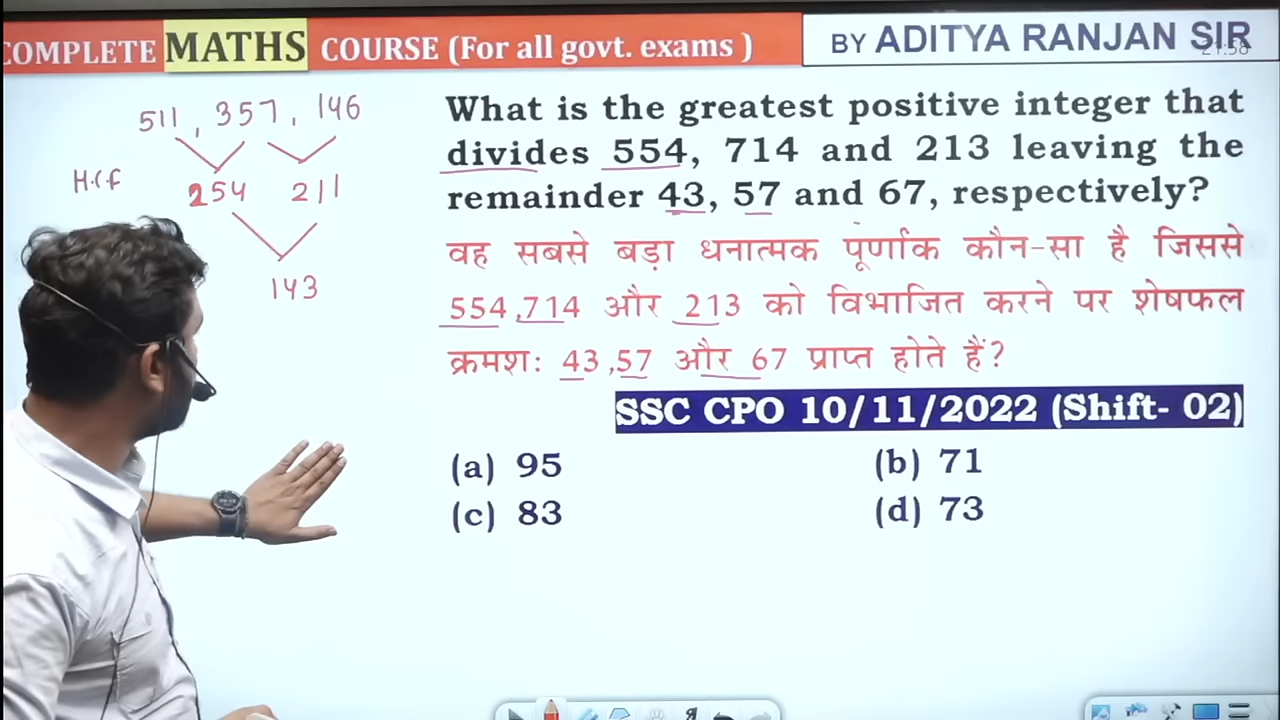 COMPLETE MATHS COURSE (For all govt. exams )
BY ADITYA RANJAN SIR
511, 357, 146
H.C.F
254 211
143
What is the greatest positive integer that
divides 554, 714 and 213 leaving the
remainder 43, 57 and 67, respectively?
वह सबसे बड़ा धनात्मक पूर्णाक कौन-सा है जिससे
554,714 और 213 को विभाजित करने पर शेषफल
क्रमश: 43,57 और 67 प्राप्त होते हैं?
SSC CPO 10/11/2022 (Shift- 02)
(a) 95
(b) 71
(c) 83
(d) 73